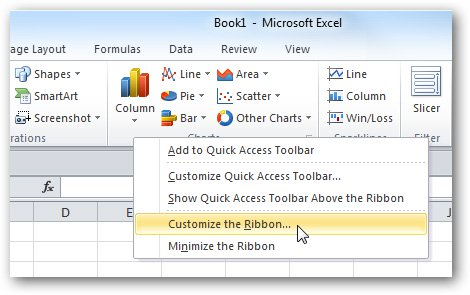 Book1 - Microsoft Excel
age Layout Formulas Data Review View
Shapes Line Area Line
SmartArt Column Pie Scatter Column Slicer
Screenshot Bar Other Charts Win/Loss
rations Charts Sparklines Filter
Add to Quick Access Toolbar
fx Customize Quick Access Toolbar...
Show Quick Access Toolbar Above the Ribbon
D E J
Customize the Ribbon...
Minimize the Ribbon